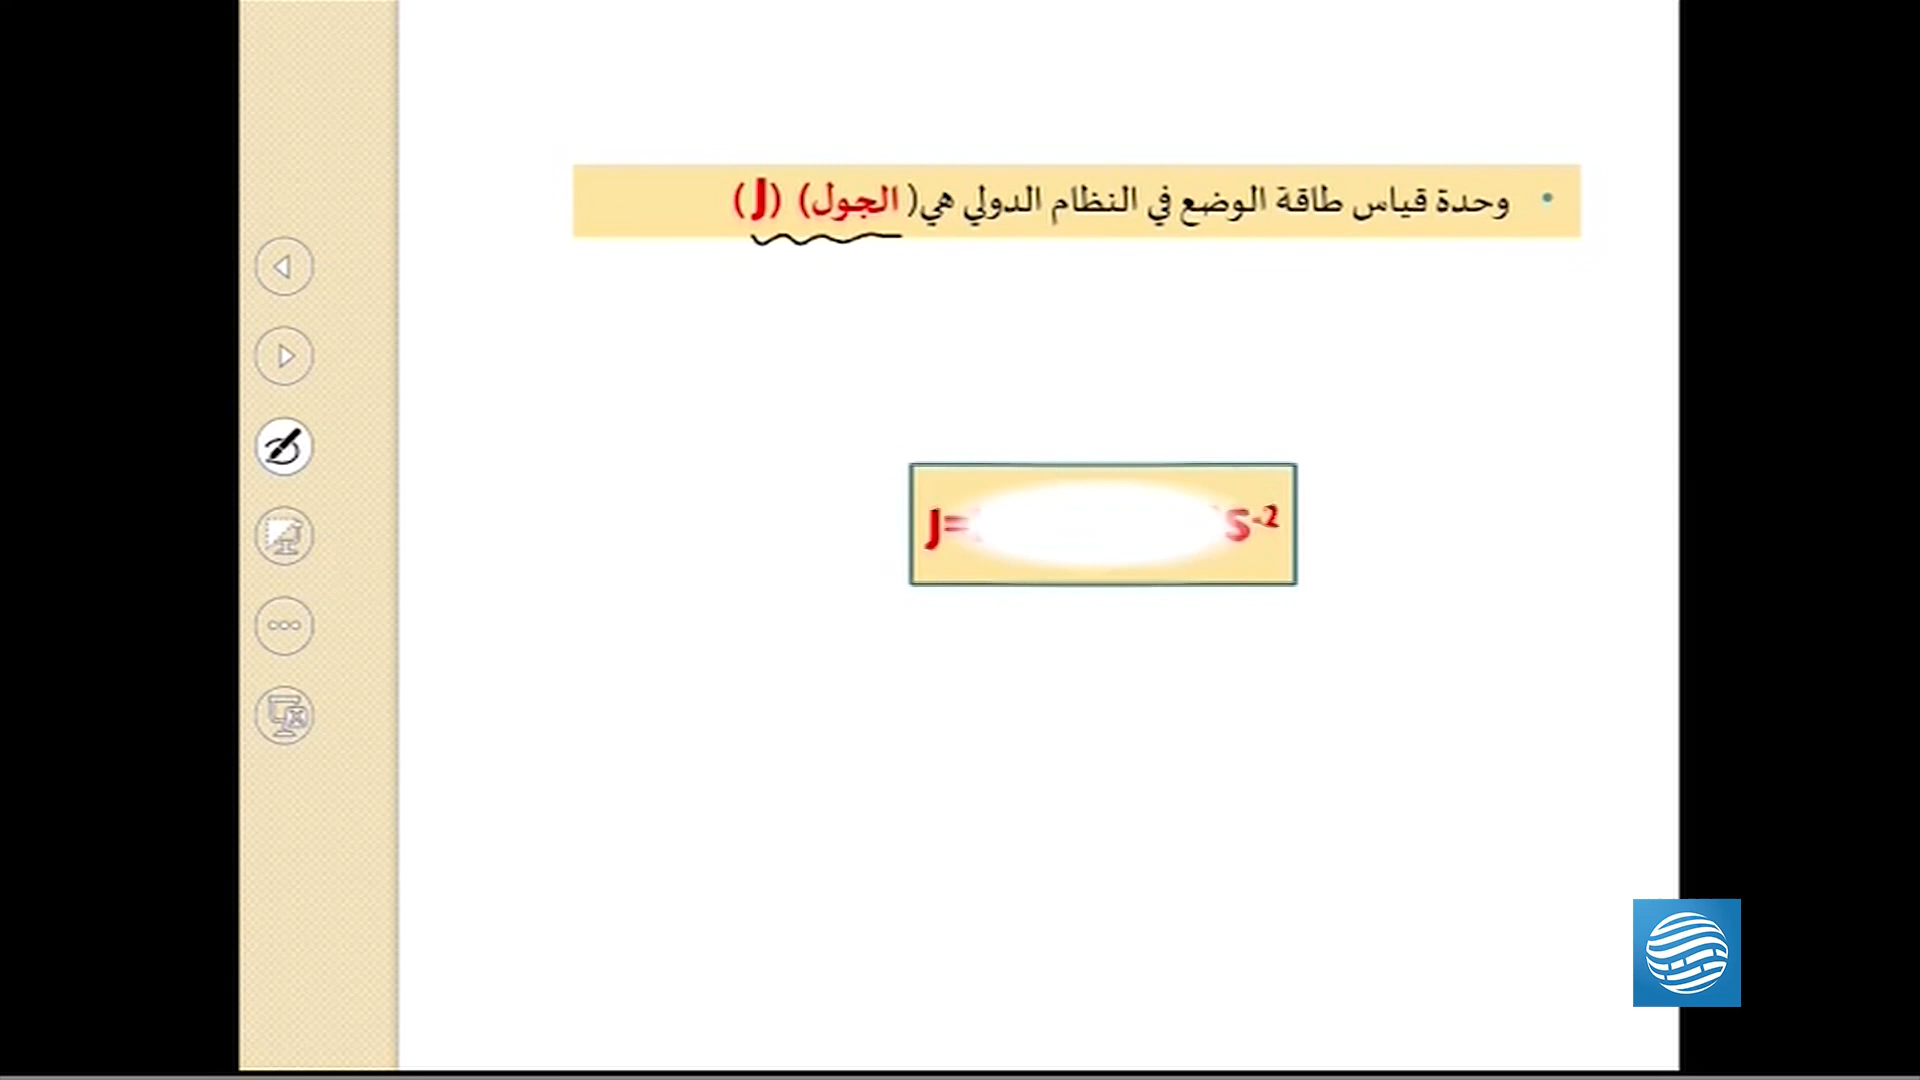 • وحدة قياس طاقة الوضع في النظام الدولي هي( الجول) (J)
J= S⁻²